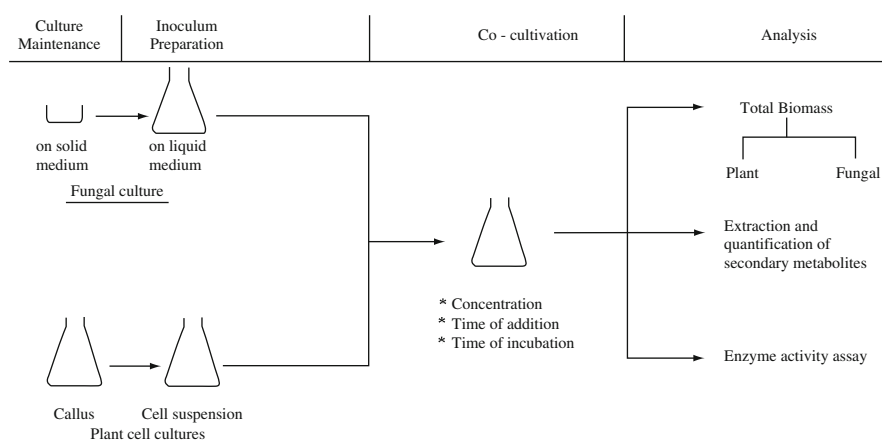 Culture
Maintenance
Inoculum
Preparation
Co - cultivation
Analysis
on solid
medium
on liquid
medium
Fungal culture
Total Biomass
Plant
Fungal
Extraction and
quantification of
secondary metabolites
* Concentration
* Time of addition
* Time of incubation
Enzyme activity assay
Callus
Cell suspension
Plant cell cultures